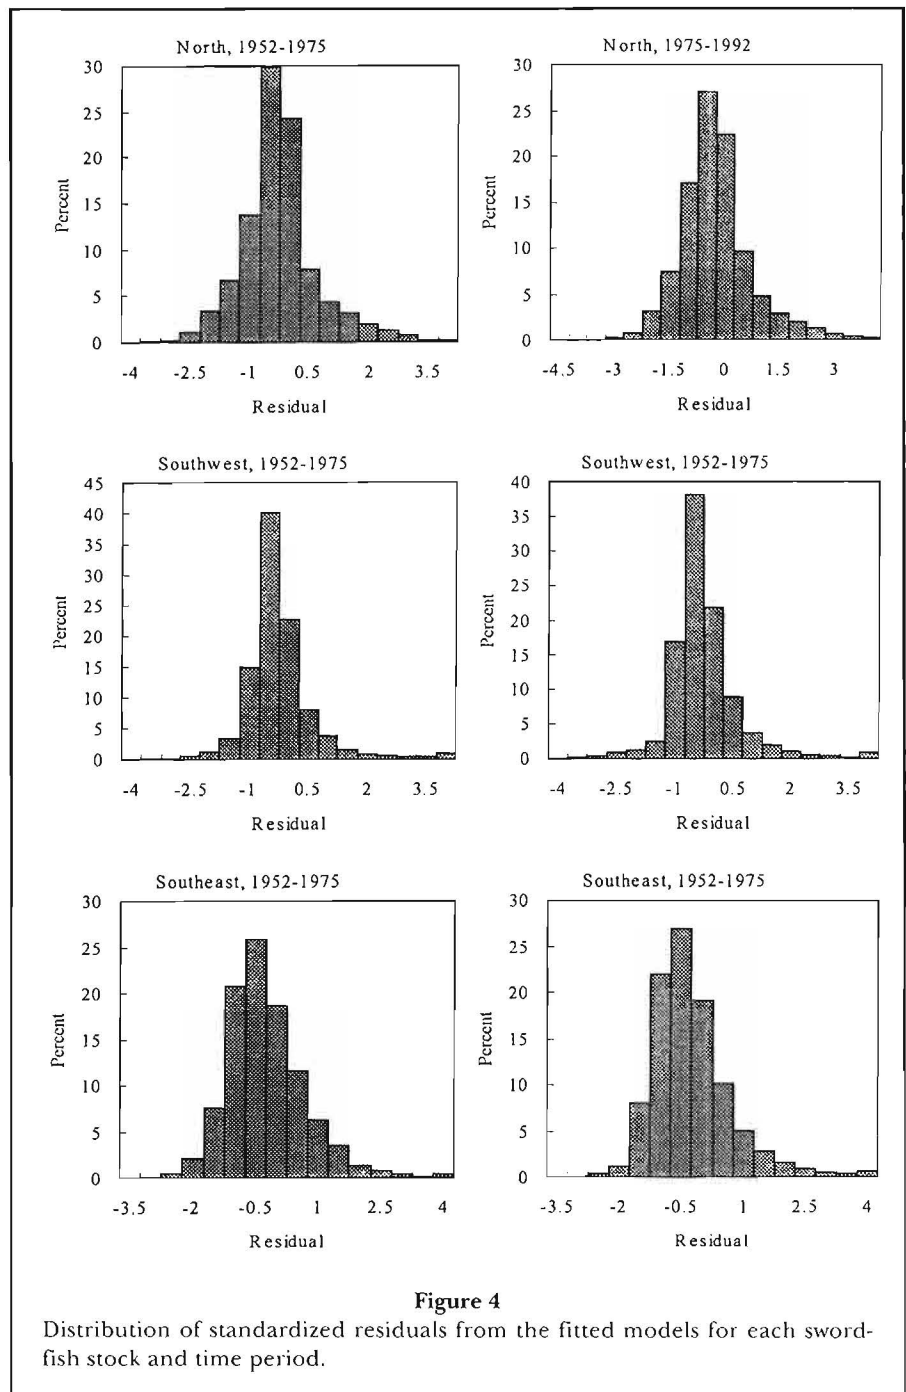 North, 1952-1975
30
25
20
15
10
5
0
Percent
-4 -2.5 -1 0.5 2 3.5
Residual
North, 1975-1992
30
25
20
15
10
5
0
Percent
-4.5 -3 -1.5 0 1.5 3
Residual
Southwest, 1952-1975
45
40
35
30
25
20
15
10
5
0
Percent
-4 -2.5 -1 0.5 2 3.5
Residual
Southwest, 1952-1975
40
35
30
25
20
15
10
5
0
Percent
-4 -2.5 -1 0.5 2 3.5
Residual
Southeast, 1952-1975
30
25
20
15
10
5
0
Percent
-3.5 -2 -0.5 1 2.5 4
Residual
Southeast, 1952-1975
30
25
20
15
10
5
0
Percent
-3.5 -2 -0.5 1 2.5 4
Residual
Figure 4
Distribution of standardized residuals from the fitted models for each sword-
fish stock and time period.